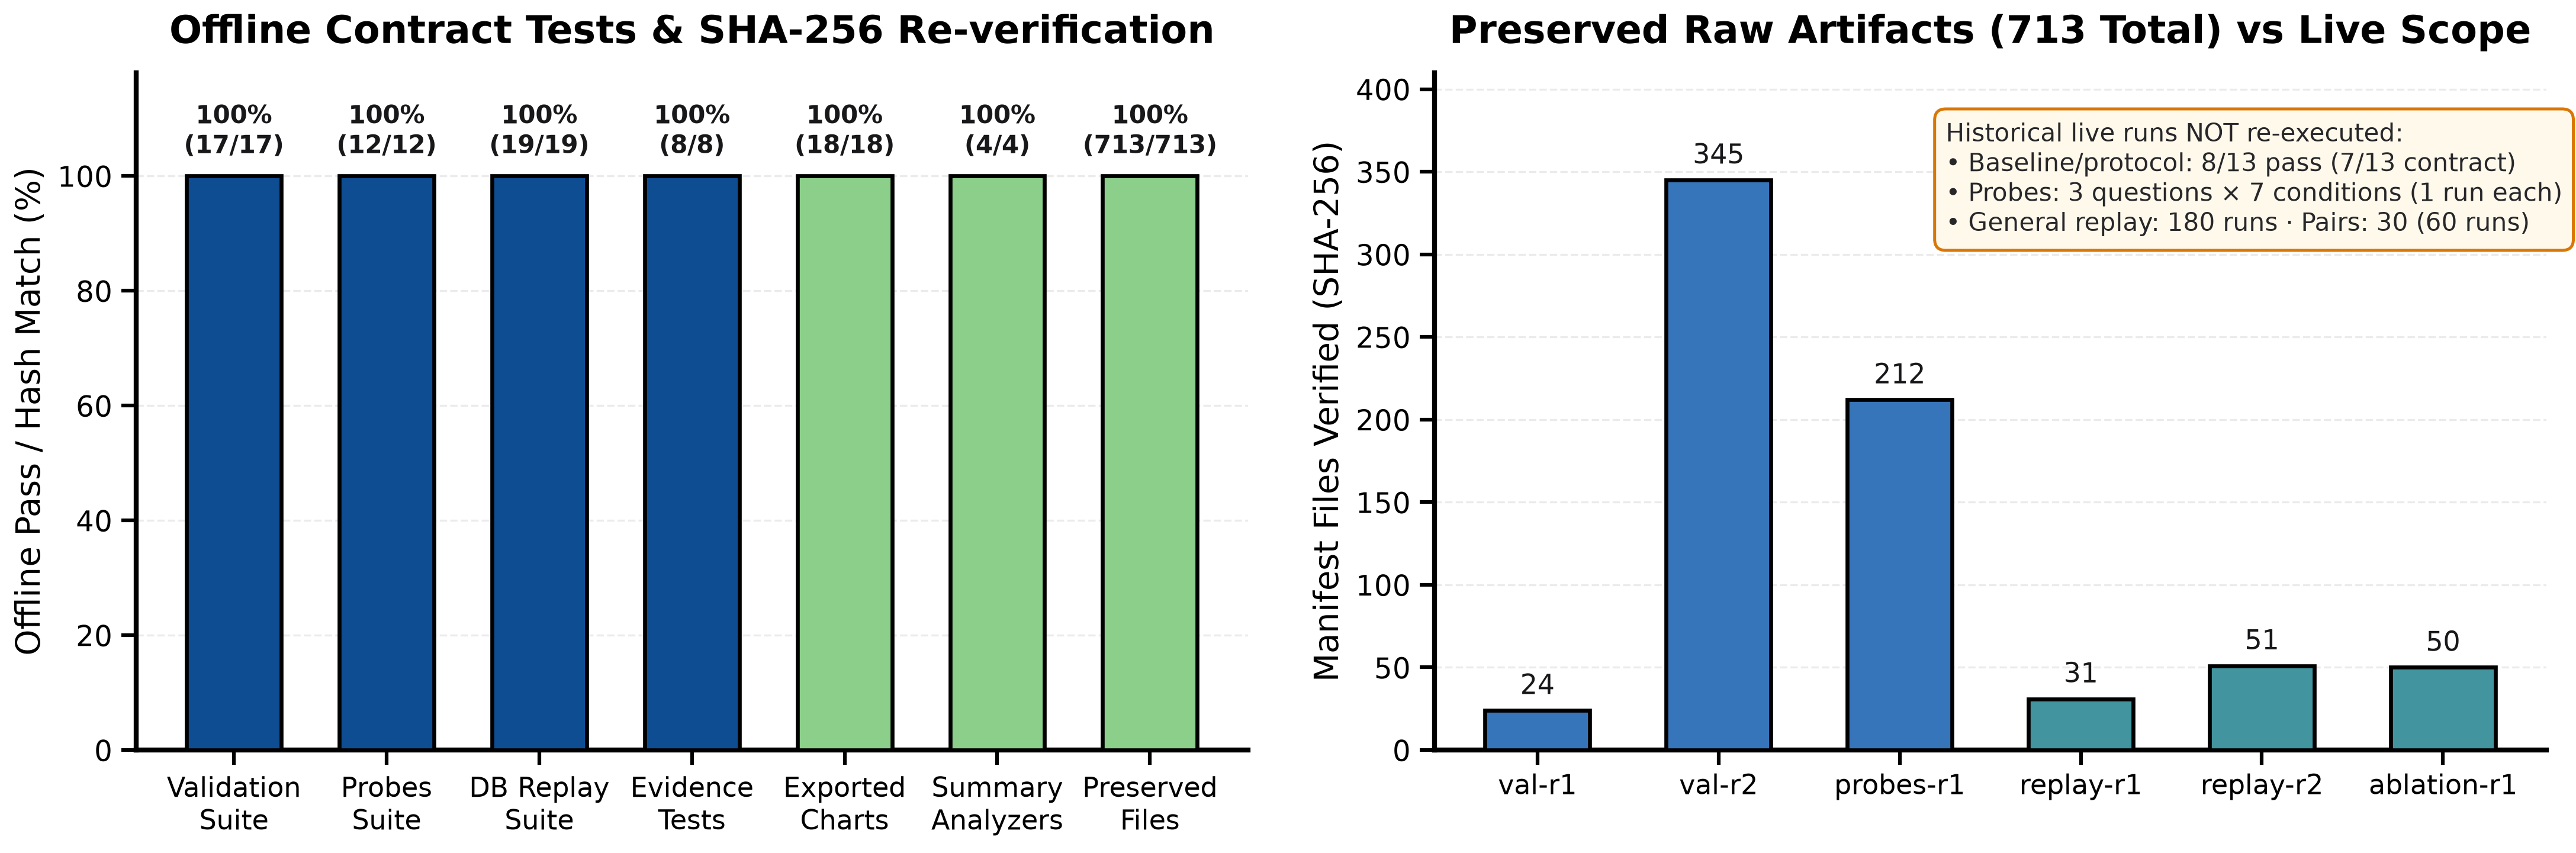 Offline Contract Tests & SHA-256 Re-verification
Offline Pass / Hash Match (%)
100
80
60
40
20
0
100%
(17/17)
100%
(12/12)
100%
(19/19)
100%
(8/8)
100%
(18/18)
100%
(4/4)
100%
(713/713)
Validation
Suite
Probes
Suite
DB Replay
Suite
Evidence
Tests
Exported
Charts
Summary
Analyzers
Preserved
Files
Preserved Raw Artifacts (713 Total) vs Live Scope
Manifest Files Verified (SHA-256)
400
350
300
250
200
150
100
50
0
Historical live runs NOT re-executed:
• Baseline/protocol: 8/13 pass (7/13 contract)
• Probes: 3 questions × 7 conditions (1 run each)
• General replay: 180 runs · Pairs: 30 (60 runs)
24
345
212
31
51
50
val-r1
val-r2
probes-r1
replay-r1
replay-r2
ablation-r1